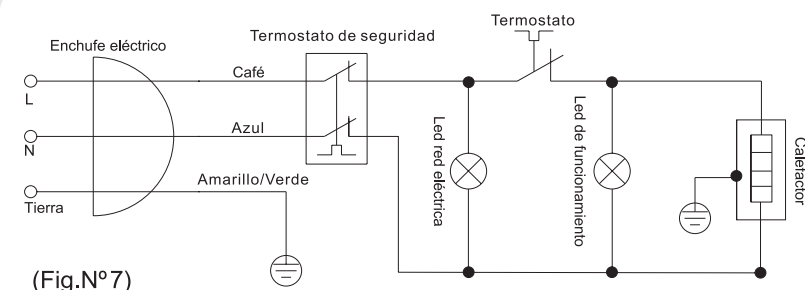 Termostato
Enchufe eléctrico
Termostato de seguridad
Café
L
Azul
N
Amarillo/Verde
Tierra
Led red eléctrica
Led de funcionamiento
Calefactor
(Fig.Nº7)